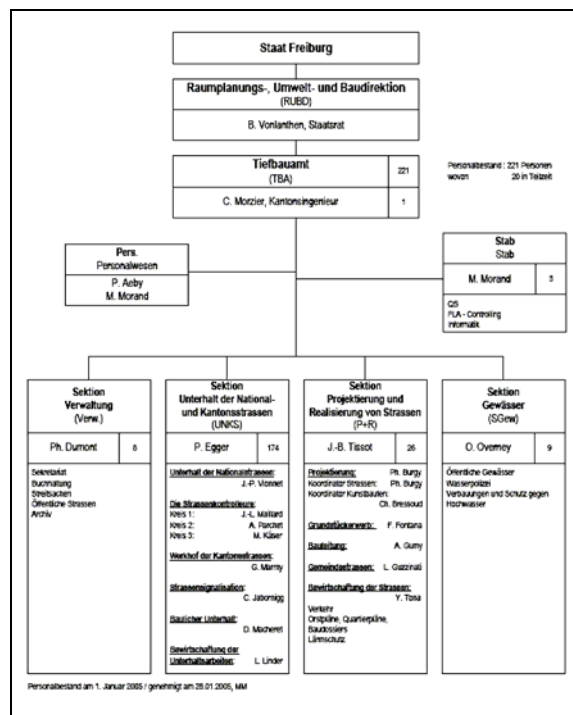 Staat Freiburg
Raumplanungs-, Umwelt- und Baudirektion
(RUBD)
B. Vonlanthen, Staatsrat
Tiefbauamt
(TBA)
221
C. Morzier, Kantonsingenieur
1
Personalbestand : 221 Personen
wovon 20 in Teilzeit
Pers.
Personalwesen
P. Aeby
M. Morand
Stab
Stab
M. Morand
3
QS
PLA - Controlling
Informatik
Sektion
Verwaltung
(Verw.)
Ph. Dumont
8
Sekretariat
Buchhaltung
Streitsachen
Öffentliche Strassen
Archiv
Sektion
Unterhalt der National-
und Kantonsstrassen
(UNKS)
P. Egger
174
Unterhalt der Nationalstrassen:
J.-P. Vionnet
Die Strassenkontrolleure:
Kreis 1: J.-L. Maillard
Kreis 2: A. Parchet
Kreis 3: M. Käser
Werkhof der Kantonsstrassen:
G. Marmy
Strassensignalisation:
C. Jabornigg
Baulicher Unterhalt:
D. Macheret
Bewirtschaftung der
Unterhaltsarbeiten: L. Linder
Sektion
Projektierung und
Realisierung von Strassen
(P+R)
J.-B. Tissot
26
Projektierung: Ph. Burgy
Koordinator Strassen: Ph. Burgy
Koordinator Kunstbauten:
Ch. Bressoud
Grundstückerwerb: F. Fontana
Bauleitung: A. Gumy
Gemeindestrassen: L. Guzzinati
Bewirtschaftung der Strassen:
Y. Tona
Verkehr
Orstpläne, Quartierpläne,
Baudossiers
Lärmschutz
Sektion
Gewässer
(SGew)
O. Overney
9
Öffentliche Gewässer
Wasserpolizei
Verbauungen und Schutz gegen
Hochwasser
Personalbestand am 1. Januar 2005 / genehmigt am 28.01.2005, MM